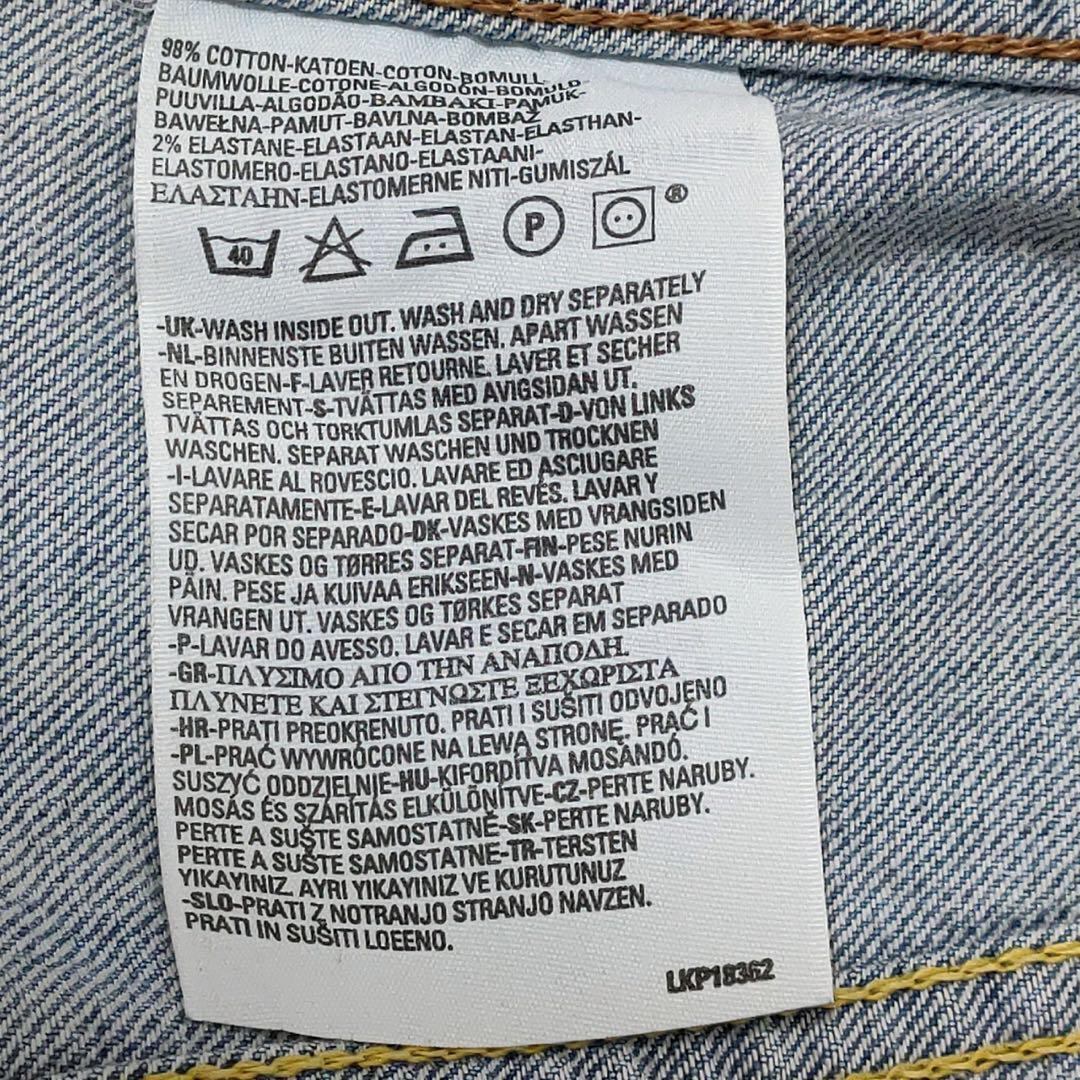 98% COTTON-KATOEN-COTON-BOMULL-
BAUMWOLLE-COTONE-ALGODÓN-BOMULD-
PUUVILLA-ALGODÃO-BAMBAKI-PAMUK-
BAWEŁNA-PAMUT-BAVLNA-BOMBAŽ
2% ELASTANE-ELASTAAN-ELASTAN-ELASTHAN-
ELASTOMERO-ELASTANO-ELASTAANI-
ΕΛΑΣΤΑΗΝ-ELASTOMERNE NITI-GUMISZÁL
40 P ®
-UK-WASH INSIDE OUT. WASH AND DRY SEPARATELY
-NL-BINNENSTE BUITEN WASSEN. APART WASSEN
EN DROGEN-F-LAVER RETOURNE. LAVER ET SECHER
SEPAREMENT-S-TVÄTTAS MED AVIGSIDAN UT.
TVÄTTAS OCH TORKTUMLAS SEPARAT-D-VON LINKS
WASCHEN. SEPARAT WASCHEN UND TROCKNEN
-I-LAVARE AL ROVESCIO. LAVARE ED ASCIUGARE
SEPARATAMENTE-E-LAVAR DEL REVÉS. LAVAR Y
SECAR POR SEPARADO-DK-VASKES MED VRANGSIDEN
UD. VASKES OG TØRRES SEPARAT-FIN-PESE NURIN
PÄIN. PESE JA KUIVAA ERIKSEEN-N-VASKES MED
VRANGEN UT. VASKES OG TØRKES SEPARAT
-P-LAVAR DO AVESSO. LAVAR E SECAR EM SEPARADO
-GR-ΠΛΥΣΙΜΟ ΑΠΟ ΤΗΝ ΑΝΑΠΟΔΗ.
ΠΛΥΝΕΤΕ ΚΑΙ ΣΤΕΓΝΩΣΤΕ ΞΕΧΩΡΙΣΤΑ
-HR-PRATI PREOKRENUTO. PRATI I SUŠITI ODVOJENO
-PL-PRAĆ WYWRÓCONE NA LEWĄ STRONĘ. PRAĆ I
SUSZYĆ ODDZIELNIE-HU-KIFORDÍTVA MOSÁNDÓ.
MOSÁS ÉS SZÁRÍTÁS ELKÜLÖNÍTVE-CZ-PERTE NARUBY.
PERTE A SUŠTE SAMOSTATNĚ-SK-PERTE NARUBY.
PERTE A SUŠTE SAMOSTATNE-TR-TERSTEN
YIKAYINIZ. AYRI YIKAYINIZ VE KURUTUNUZ
-SLO-PRATI Z NOTRANJO STRANJO NAVZEN.
PRATI IN SUŠITI LOEENO.
LKP18362